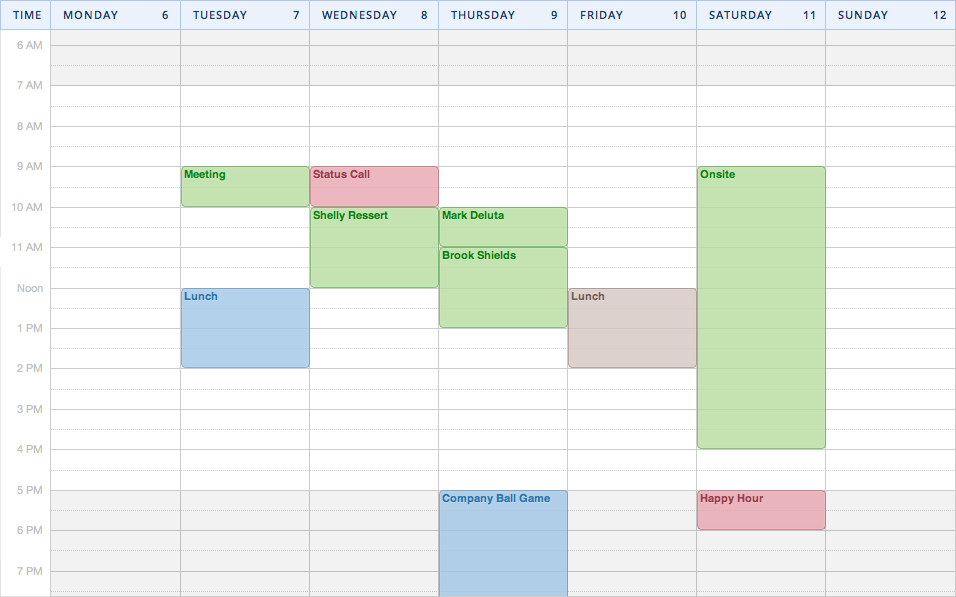 TIME MONDAY 6 TUESDAY 7 WEDNESDAY 8 THURSDAY 9 FRIDAY 10 SATURDAY 11 SUNDAY 12
6 AM
7 AM
8 AM
9 AM Meeting Status Call Onsite
10 AM Shelly Ressert Mark Deluta
11 AM Brook Shields
Noon Lunch Lunch
1 PM
2 PM
3 PM
4 PM
5 PM Company Ball Game Happy Hour
6 PM
7 PM